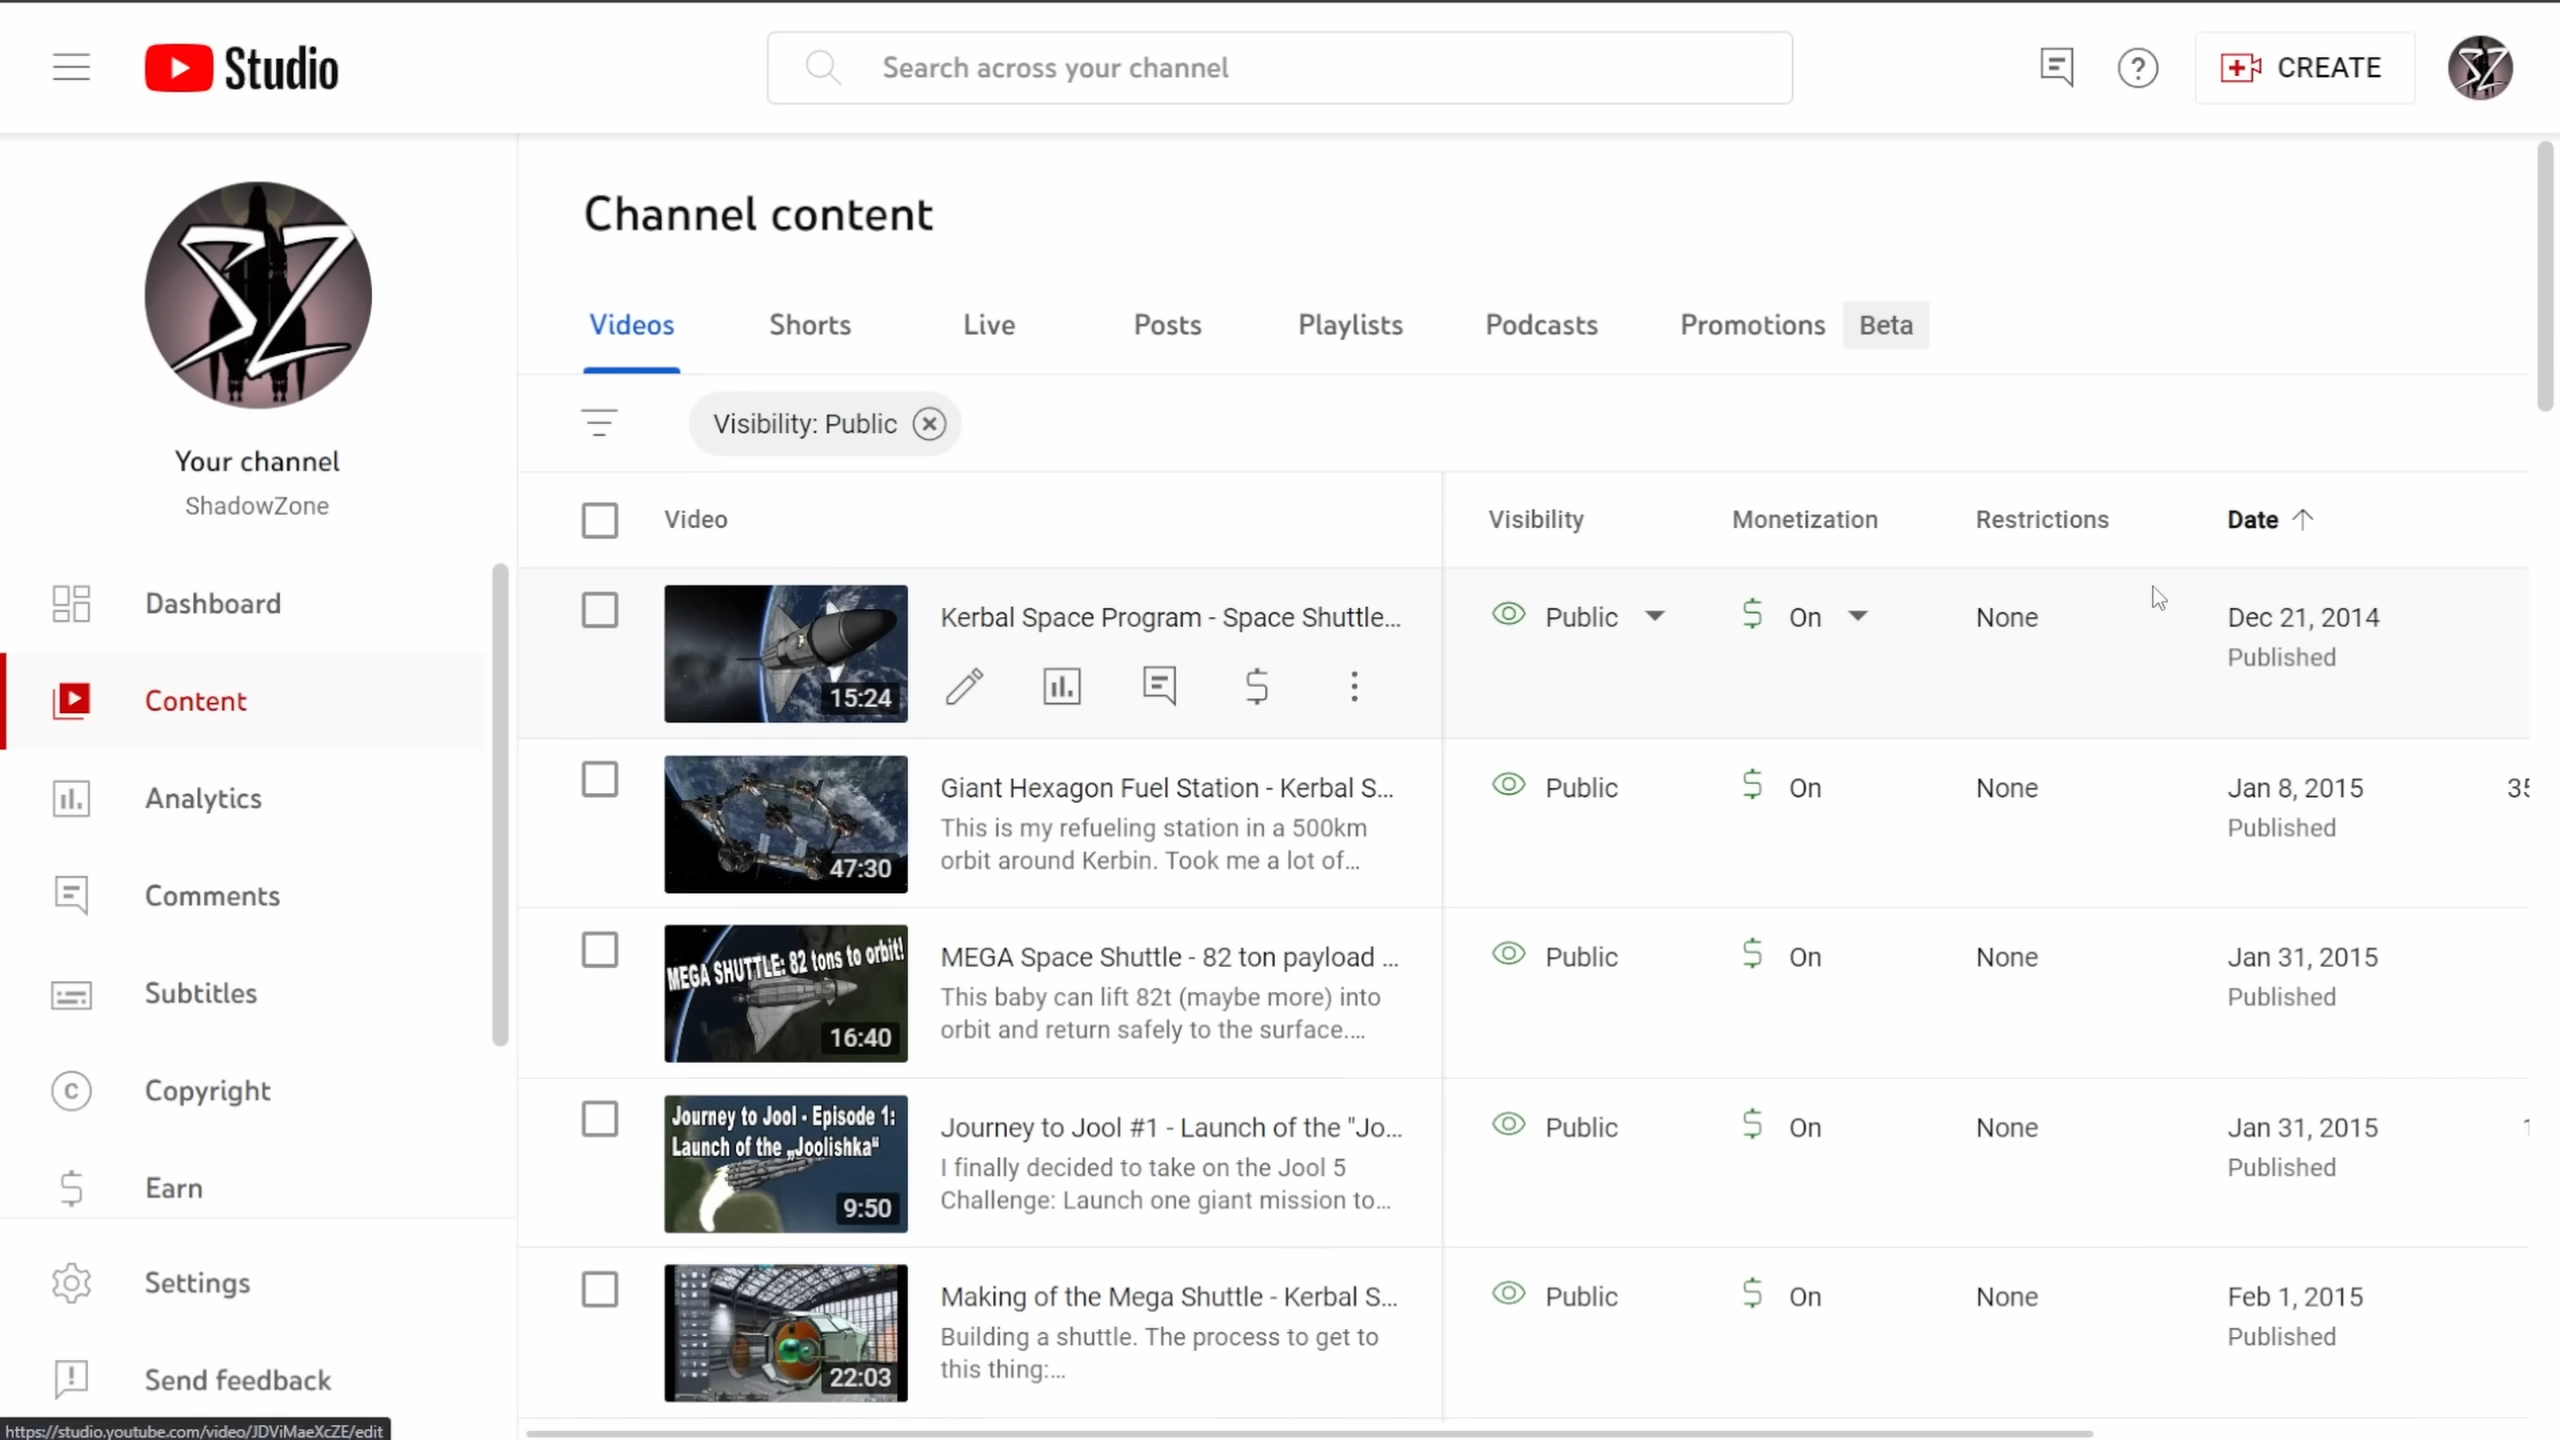 Studio
Search across your channel
CREATE
Your channel
ShadowZone
Dashboard
Content
Analytics
Comments
Subtitles
Copyright
Earn
Settings
Send feedback
https://studio.youtube.com/video/JDViMaeXcZE/edit
Channel content
Videos Shorts Live Posts Playlists Podcasts Promotions Beta
Visibility: Public
Video Visibility Monetization Restrictions Date
15:24
Kerbal Space Program - Space Shuttle...
Public On None Dec 21, 2014
Published
47:30
Giant Hexagon Fuel Station - Kerbal S...
This is my refueling station in a 500km
orbit around Kerbin. Took me a lot of...
Public On None Jan 8, 2015
Published
MEGA SHUTTLE: 82 tons to orbit!
16:40
MEGA Space Shuttle - 82 ton payload ...
This baby can lift 82t (maybe more) into
orbit and return safely to the surface....
Public On None Jan 31, 2015
Published
Journey to Jool - Episode 1:
Launch of the „Joolishka“
9:50
Journey to Jool #1 - Launch of the "Jo...
I finally decided to take on the Jool 5
Challenge: Launch one giant mission to...
Public On None Jan 31, 2015
Published
22:03
Making of the Mega Shuttle - Kerbal S...
Building a shuttle. The process to get to
this thing:...
Public On None Feb 1, 2015
Published